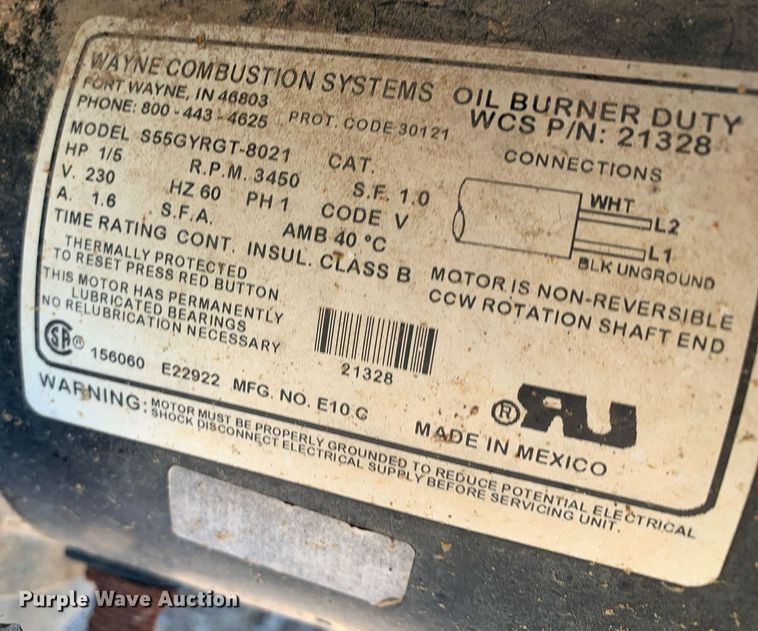 WAYNE COMBUSTION SYSTEMS OIL BURNER DUTY
FORT WAYNE, IN 46803
PHONE: 800-443-4625 PROT. CODE 30121 WCS P/N: 21328
MODEL S55GYRGT-8021 CAT.
HP 1/5 R.P.M. 3450 S.F. 1.0
V. 230 HZ 60 PH 1 CODE V
A. 1.6 S.F.A. AMB 40 °C
TIME RATING CONT. INSUL. CLASS B
THERMALLY PROTECTED
TO RESET PRESS RED BUTTON
THIS MOTOR HAS PERMANENTLY
LUBRICATED BEARINGS
NO RELUBRICATION NECESSARY
CONNECTIONS
WHT
L2
L1
BLK UNGROUND
MOTOR IS NON-REVERSIBLE
CCW ROTATION SHAFT END
21328
SA® 156060 E22922 MFG. NO. E10 C
® RU
MADE IN MEXICO
WARNING: MOTOR MUST BE PROPERLY GROUNDED TO REDUCE POTENTIAL ELECTRICAL
SHOCK DISCONNECT ELECTRICAL SUPPLY BEFORE SERVICING UNIT.
Purple Wave Auction